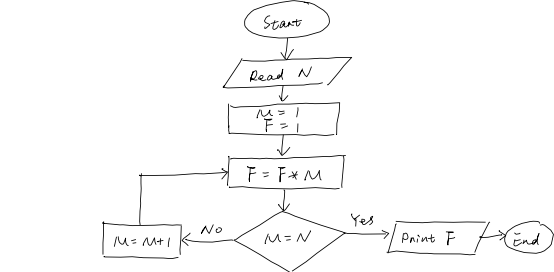 Start
Read N
M = 1
F = 1
F = F * M
No
M = N
Yes
M = M+1
Print F
End